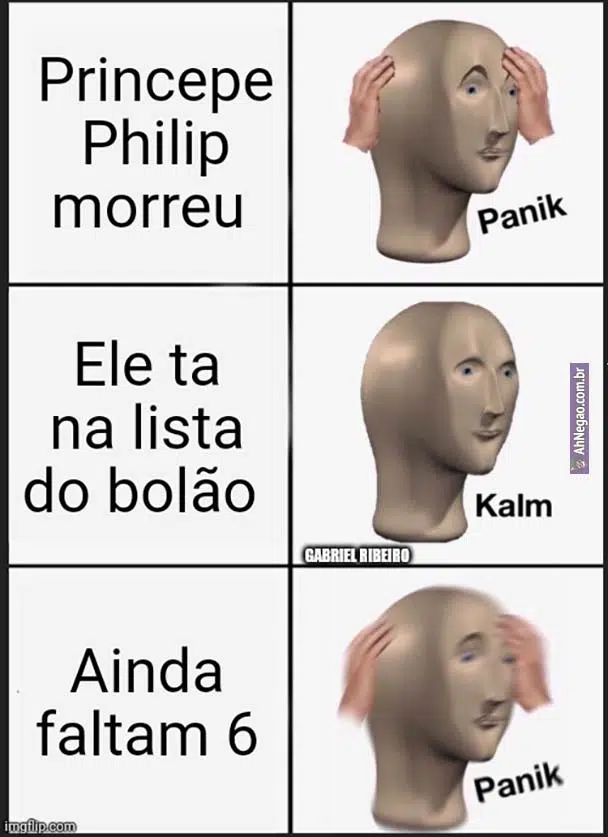 Princepe
Philip
morreu
Panik
Ele ta
na lista
do bolão
Kalm
AhNegao.com.br
GABRIEL RIBEIRO
Ainda
faltam 6
Panik
imgflip.com